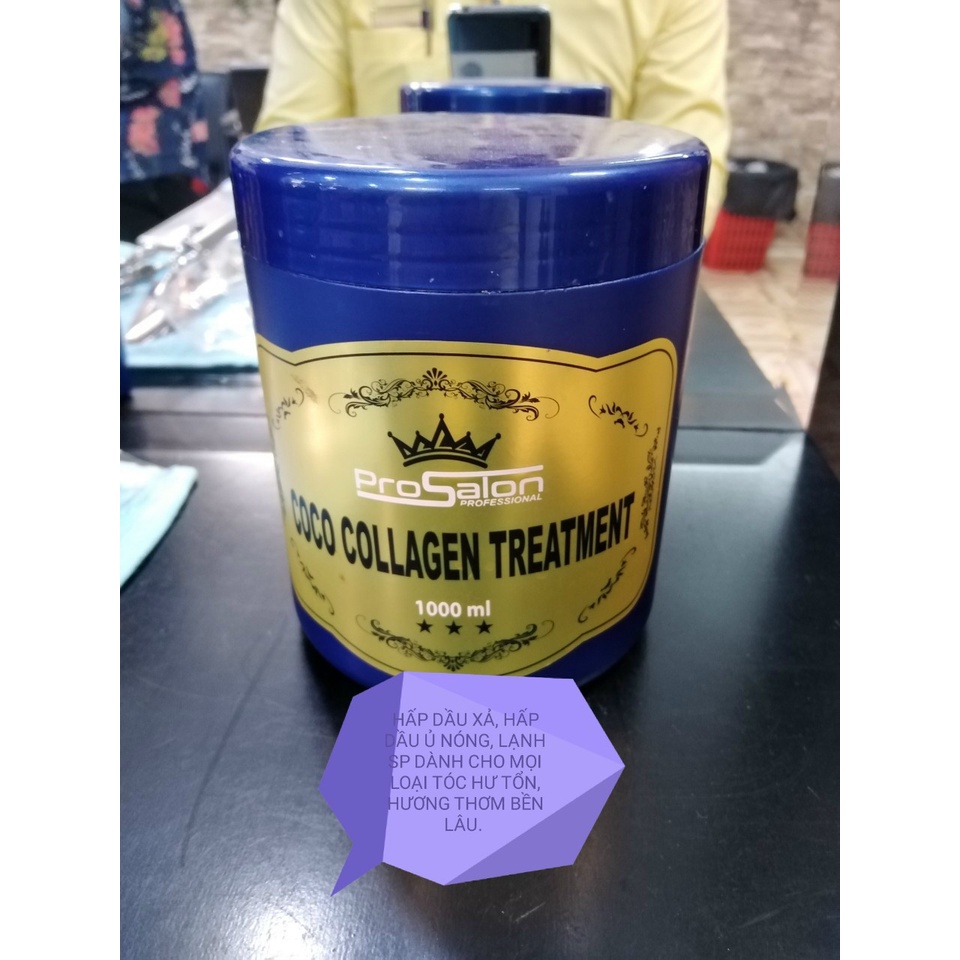 ProSalon
PROFESSIONAL
COCO COLLAGEN TREATMENT
1000 ml
HẤP DẦU XẢ, HẤP
DẦU Ủ NÓNG, LẠNH
SP DÀNH CHO MỌI
LOẠI TÓC HƯ TỔN,
HƯƠNG THƠM BỀN
LÂU.